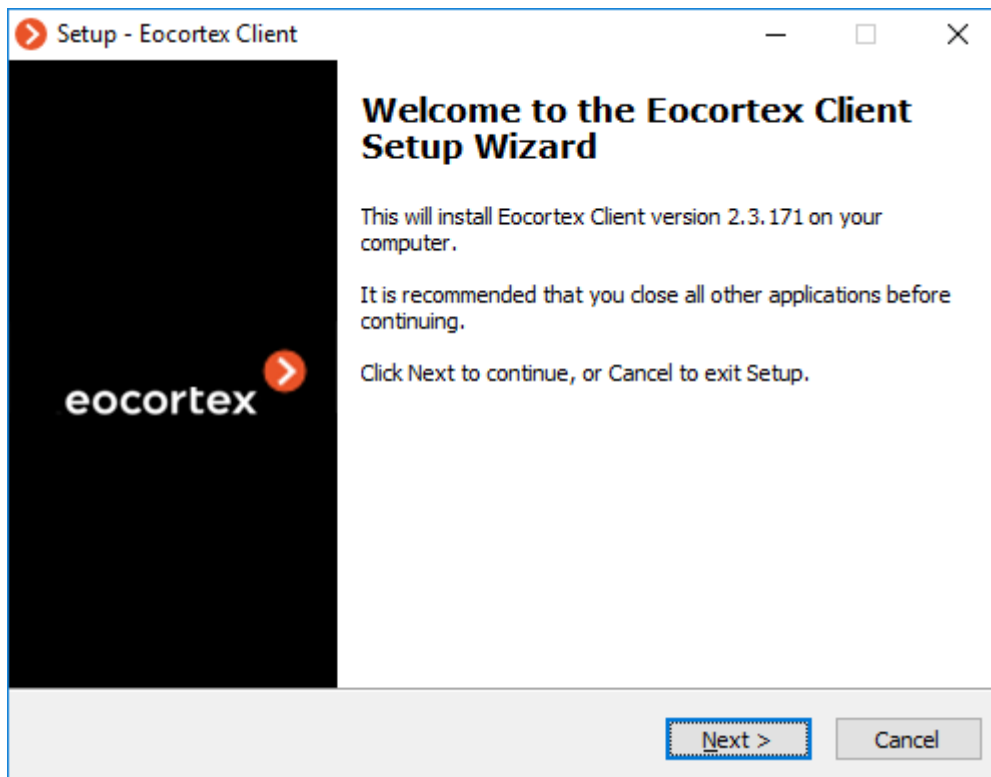 Setup - Eocortex Client
Welcome to the Eocortex Client
Setup Wizard
This will install Eocortex Client version 2.3.171 on your
computer.
It is recommended that you close all other applications before
continuing.
Click Next to continue, or Cancel to exit Setup.
eocortex
Next >
Cancel